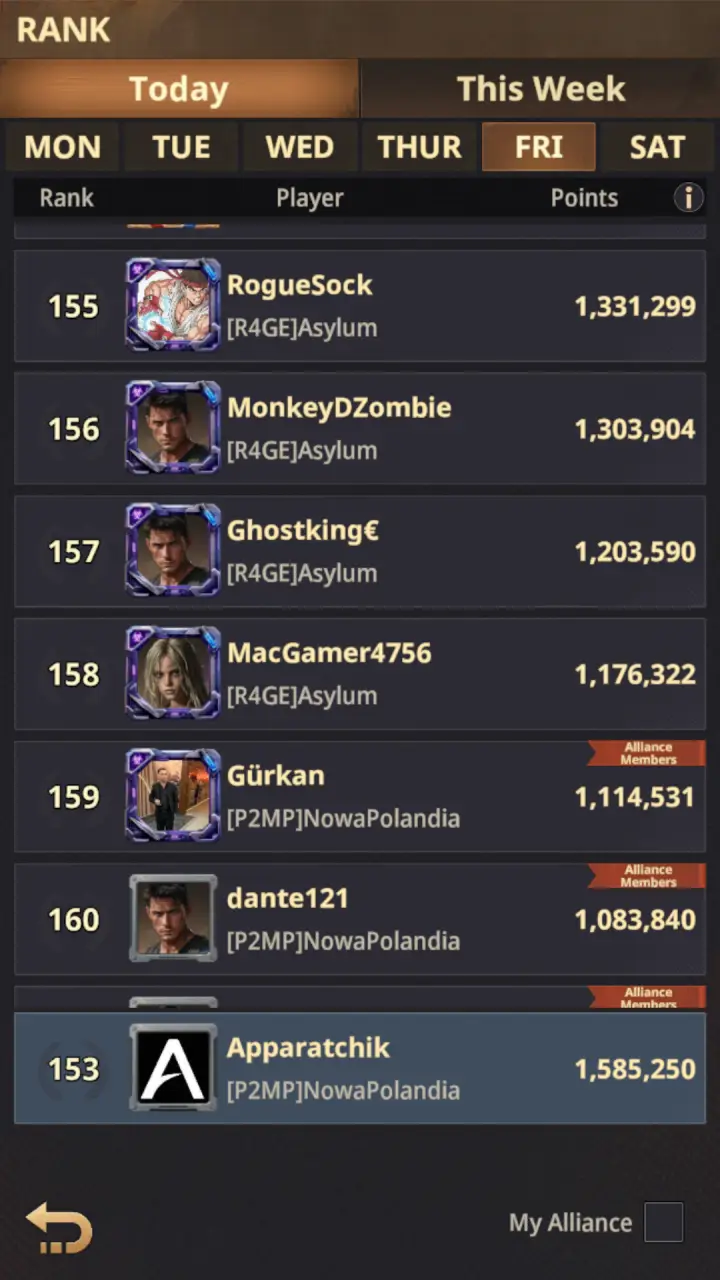 RANK
Today
This Week
MON
TUE
WED
THUR
FRI
SAT
Rank
Player
Points
155
RogueSock
[R4GE]Asylum
1,331,299
156
MonkeyDZombie
[R4GE]Asylum
1,303,904
157
Ghostking€
[R4GE]Asylum
1,203,590
158
MacGamer4756
[R4GE]Asylum
1,176,322
159
Gürkan
[P2MP]NowaPolandia
Alliance
Members
1,114,531
160
dante121
[P2MP]NowaPolandia
Alliance
Members
1,083,840
Alliance
Members
153
Apparatchik
[P2MP]NowaPolandia
1,585,250
My Alliance